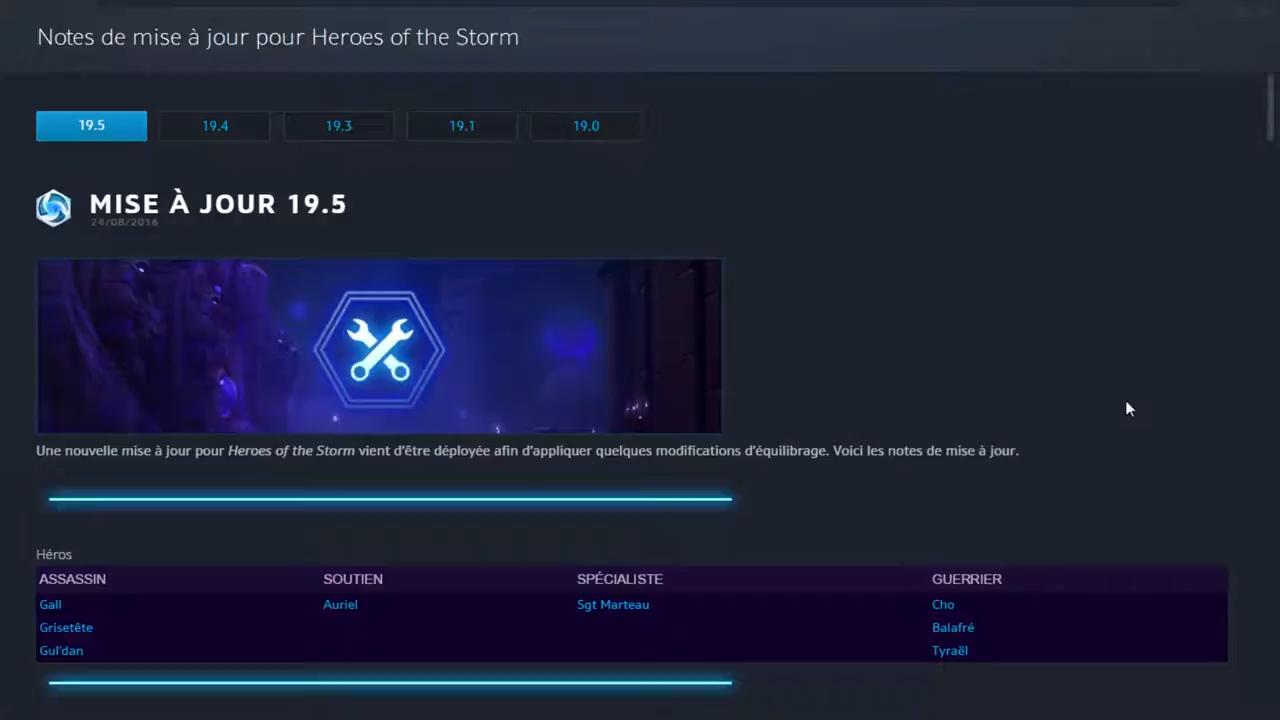 Notes de mise à jour pour Heroes of the Storm
19.5 19.4 19.3 19.1 19.0
MISE À JOUR 19.5
24/08/2016
Une nouvelle mise à jour pour Heroes of the Storm vient d'être déployée afin d'appliquer quelques modifications d'équilibrage. Voici les notes de mise à jour.
Héros
ASSASSIN SOUTIEN SPÉCIALISTE GUERRIER
Gall Auriel Sgt Marteau Cho
Grisetête Balafré
Gul'dan Tyraël